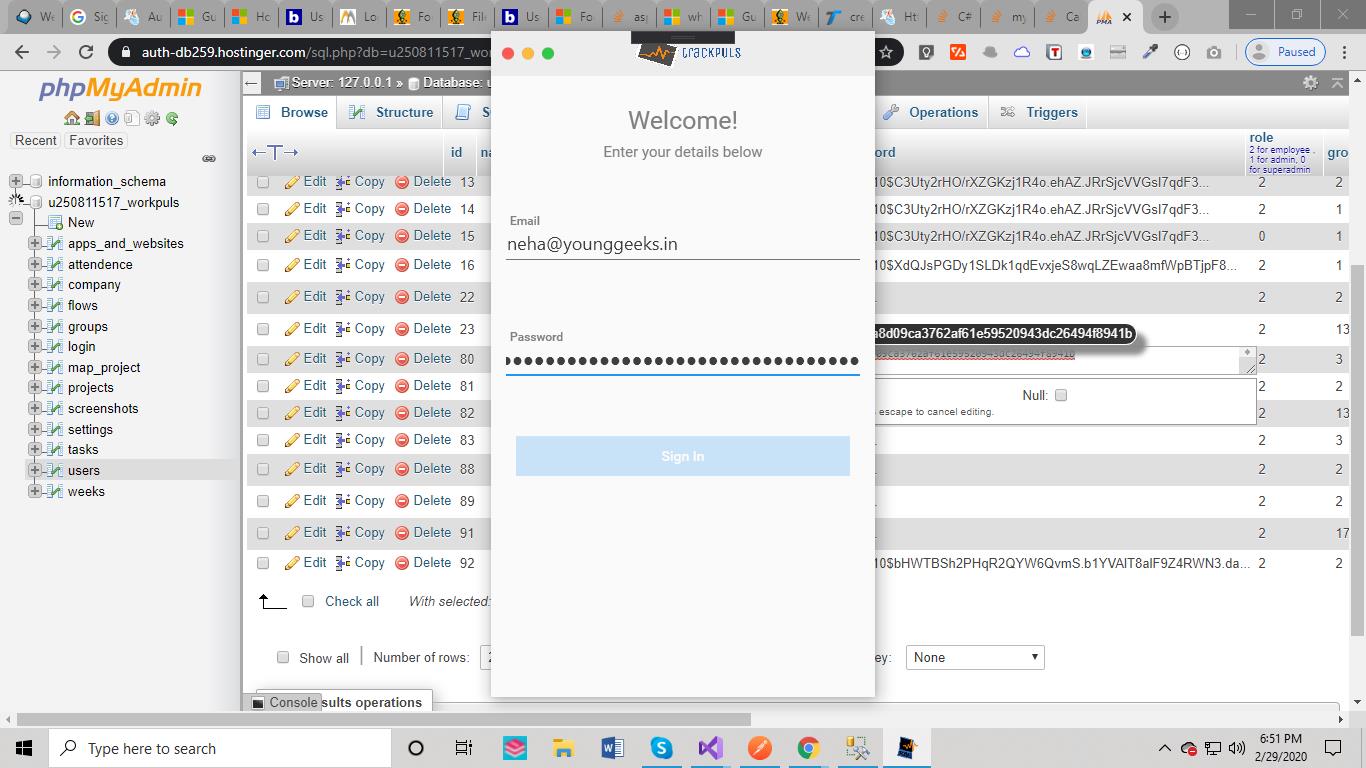 We
Sig
Au
Gu
Ho
Us
Lo
Fo
File
Us
Fo
asp
wh
Gu
We
cre
Htt
C#
my
Ca
auth-db259.hostinger.com/sql.php?db=u250811517_wo
Paused
phpMyAdmin
Recent Favorites
information_schema
u250811517_workpuls
New
apps_and_websites
attendence
company
flows
groups
login
map_project
projects
screenshots
settings
tasks
users
weeks
Server: 127.0.0.1 » Database: u
Browse Structure S Operations Triggers
id na ord role gro
2 for employee ,
1 for admin, 0
for superadmin
Edit Copy Delete 13 10$C3Uty2rHO/rXZGKzj1R4o.ehAZ.JRrSjcVVGsI7qdF3... 2 2
Edit Copy Delete 14 10$C3Uty2rHO/rXZGKzj1R4o.ehAZ.JRrSjcVVGsI7qdF3... 2 1
Edit Copy Delete 15 10$C3Uty2rHO/rXZGKzj1R4o.ehAZ.JRrSjcVVGsI7qdF3... 0 1
Edit Copy Delete 16 10$XdQJsPGDy1SLDk1qdEvxjeS8wqLZEwaa8mfWpBTjpF8... 2 1
Edit Copy Delete 22 2 2
Edit Copy Delete 23 2 13
a8d09ca3762af61e59520943dc26494f8941b
Edit Copy Delete 80 09ca3762af61e59520943dc26494f8941b 2 3
Edit Copy Delete 81 2 2
Null:
escape to cancel editing.
Edit Copy Delete 82 2 13
Edit Copy Delete 83 2 3
Edit Copy Delete 88 2 2
Edit Copy Delete 89 2 2
Edit Copy Delete 91 2 17
Edit Copy Delete 92 10$bHWTBSh2PHqR2QYW6QvmS.b1YVAlT8alF9Z4RWN3.da... 2 2
Check all With selected:
Show all Number of rows: 2 ey: None
Console sults operations
crackpuls
Welcome!
Enter your details below
Email
neha@younggeeks.in
Password
Sign In
Type here to search
6:51 PM
2/29/2020